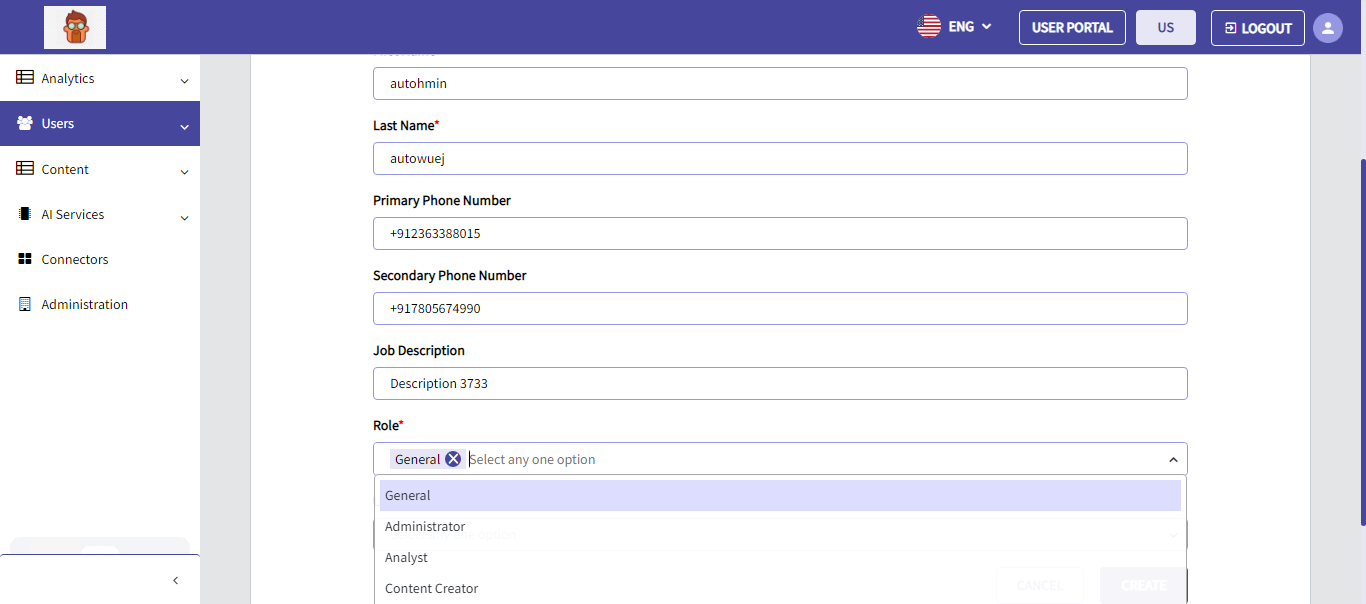 ENG
USER PORTAL
US
LOGOUT
Analytics
Users
Content
AI Services
Connectors
Administration
autohmin
Last Name*
autowuej
Primary Phone Number
+912363388015
Secondary Phone Number
+917805674990
Job Description
Description 3733
Role*
General Select any one option
General
Administrator
Analyst
Content Creator
CANCEL
CREATE